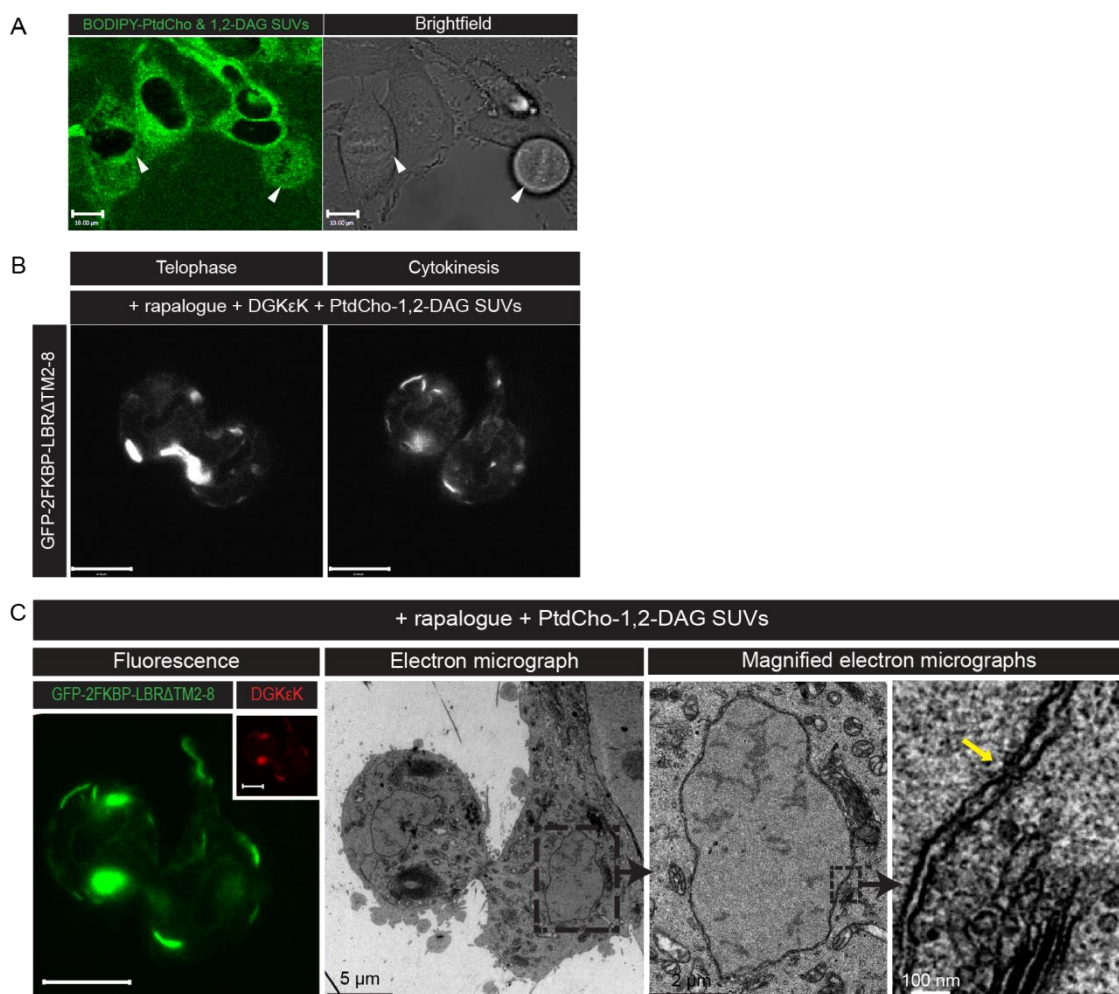 A
BODIPY-PtdCho & 1,2-DAG SUVs
Brightfield
10.00 µm
10.00 µm
B
Telophase
Cytokinesis
+ rapalogue + DGKεK + PtdCho-1,2-DAG SUVs
GFP-2FKBP-LBRΔTM2-8
C
+ rapalogue + PtdCho-1,2-DAG SUVs
Fluorescence
Electron micrograph
Magnified electron micrographs
GFP-2FKBP-LBRΔTM2-8
DGKεK
5 µm
2 µm
100 nm